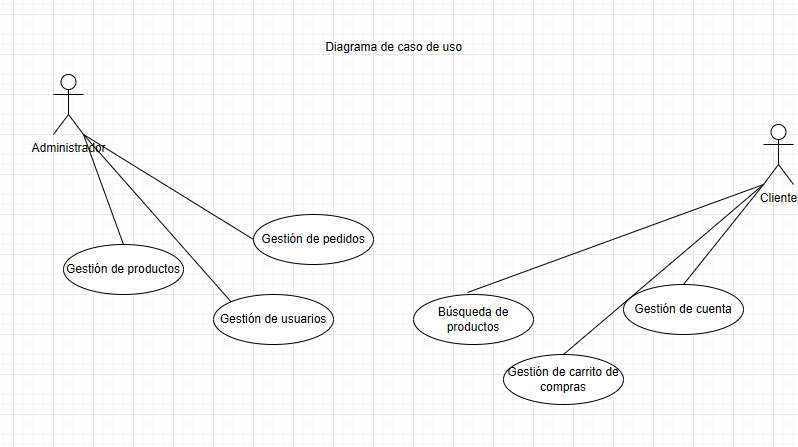 Diagrama de caso de uso
Administrador
Cliente
Gestión de pedidos
Gestión de productos
Gestión de usuarios
Búsqueda de
productos
Gestión de cuenta
Gestión de carrito de
compras